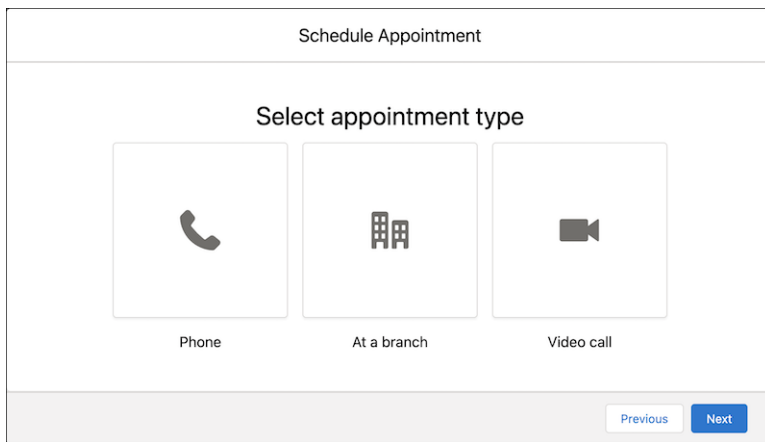 Schedule Appointment
Select appointment type
Phone
At a branch
Video call
Previous
Next